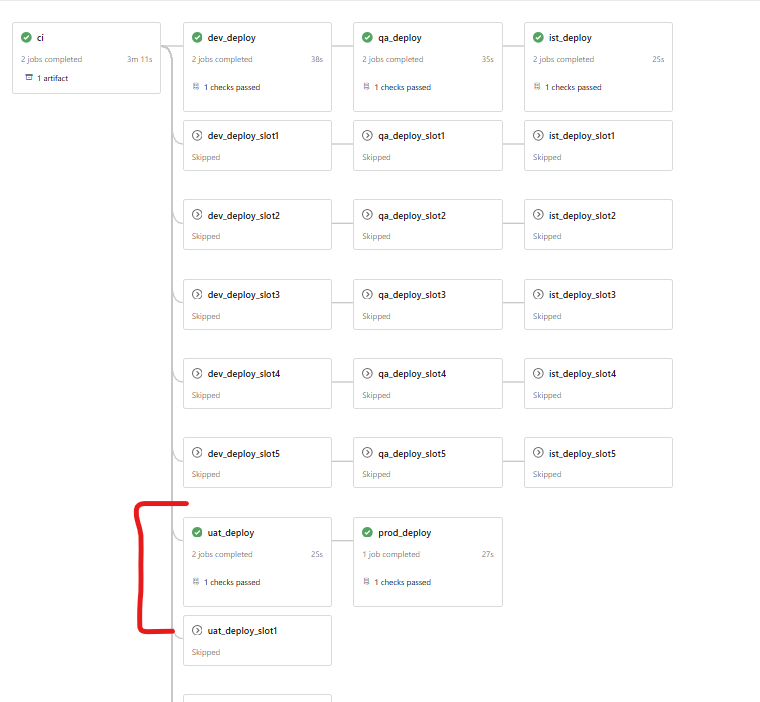 ci
2 jobs completed 3m 11s
1 artifact
dev_deploy
2 jobs completed 38s
1 checks passed
qa_deploy
2 jobs completed 35s
1 checks passed
ist_deploy
2 jobs completed 25s
1 checks passed
dev_deploy_slot1
Skipped
qa_deploy_slot1
Skipped
ist_deploy_slot1
Skipped
dev_deploy_slot2
Skipped
qa_deploy_slot2
Skipped
ist_deploy_slot2
Skipped
dev_deploy_slot3
Skipped
qa_deploy_slot3
Skipped
ist_deploy_slot3
Skipped
dev_deploy_slot4
Skipped
qa_deploy_slot4
Skipped
ist_deploy_slot4
Skipped
dev_deploy_slot5
Skipped
qa_deploy_slot5
Skipped
ist_deploy_slot5
Skipped
uat_deploy
2 jobs completed 25s
1 checks passed
prod_deploy
1 job completed 27s
1 checks passed
uat_deploy_slot1
Skipped